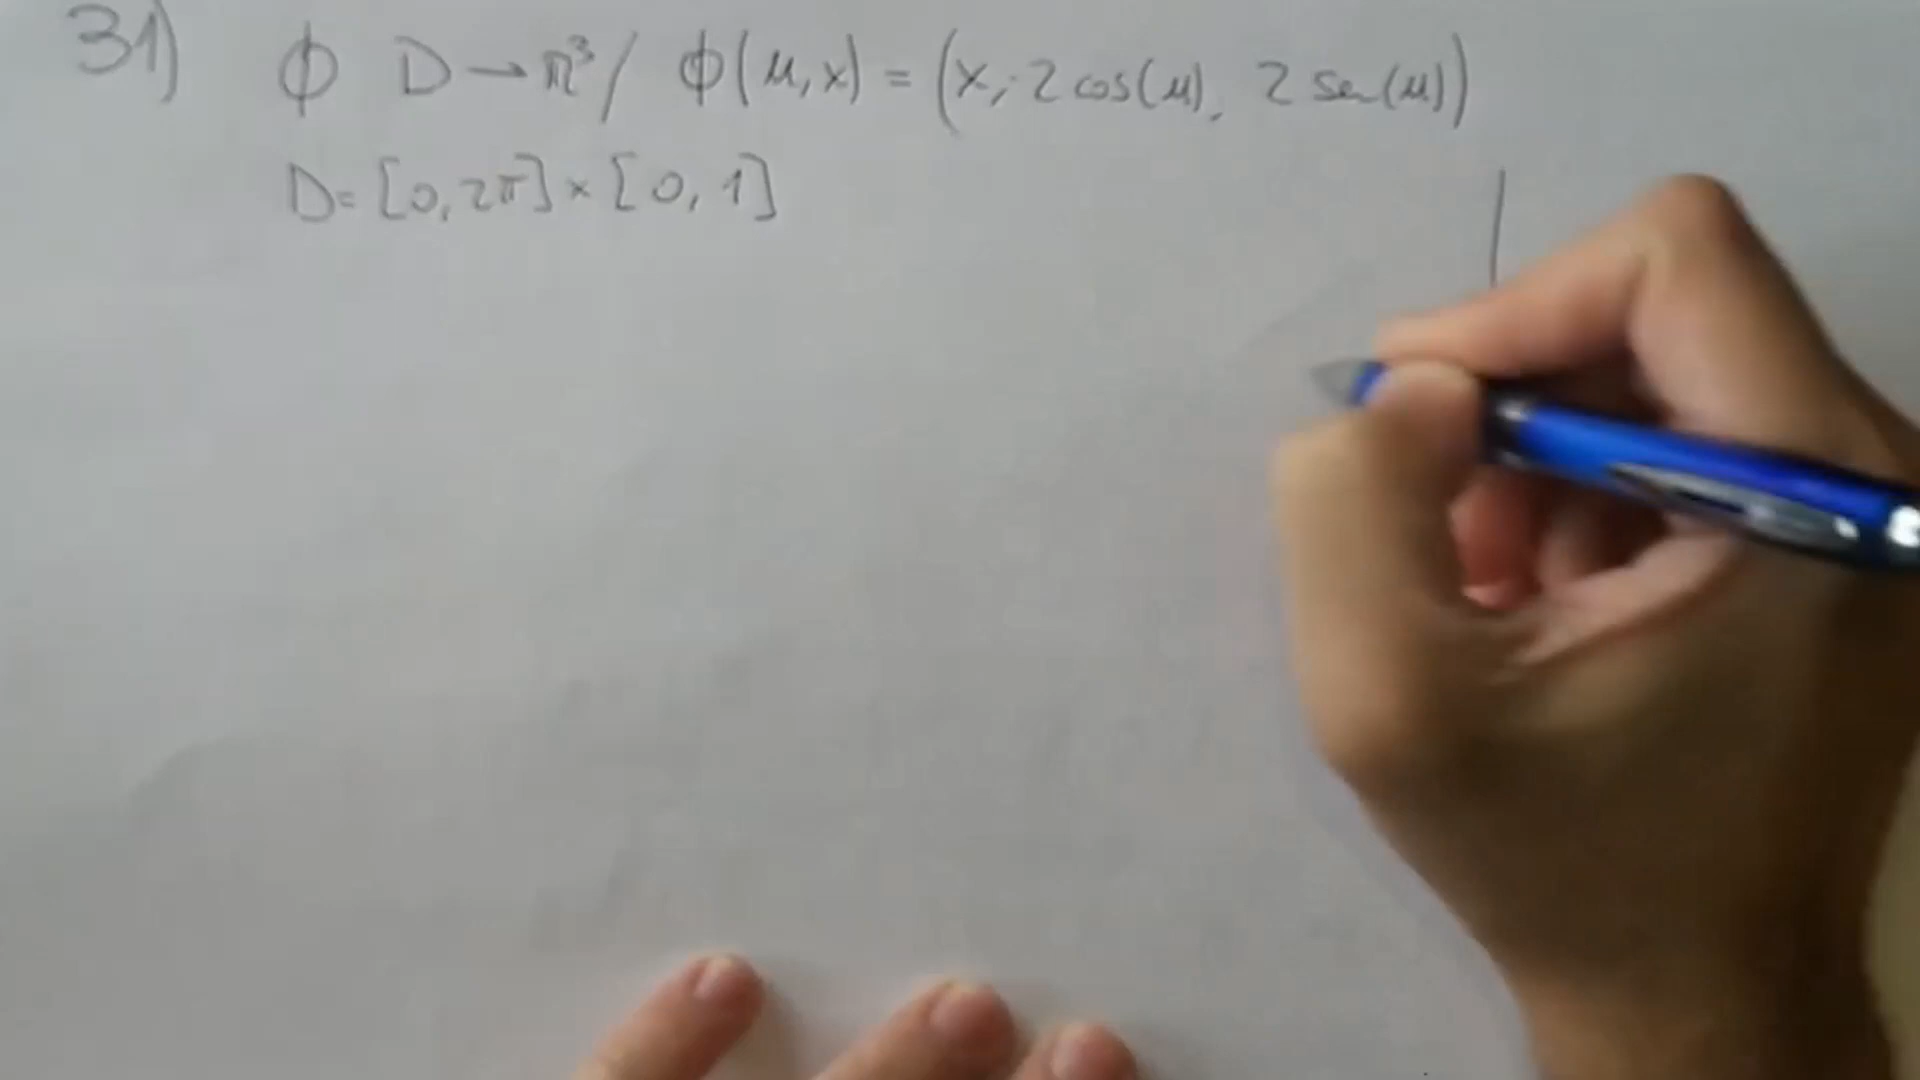 31) ϕ D → ℝ³ / ϕ(μ, x) = (x, 2 cos(μ), 2 sen(μ))
D = [0, 2π] × [0, 1]